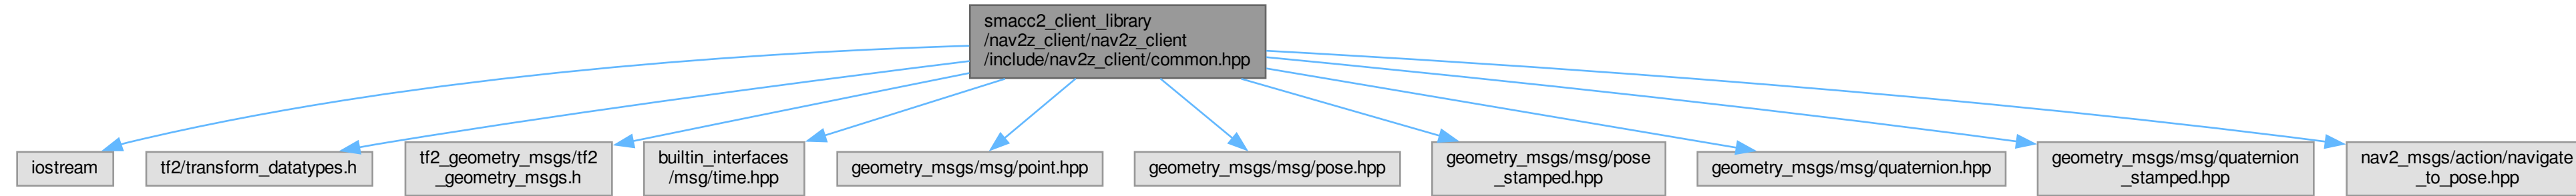 smacc2_client_library
/nav2z_client/nav2z_client
/include/nav2z_client/common.hpp
iostream
tf2/transform_datatypes.h
tf2_geometry_msgs/tf2
_geometry_msgs.h
builtin_interfaces
/msg/time.hpp
geometry_msgs/msg/point.hpp
geometry_msgs/msg/pose.hpp
geometry_msgs/msg/pose
_stamped.hpp
geometry_msgs/msg/quaternion.hpp
geometry_msgs/msg/quaternion
_stamped.hpp
nav2_msgs/action/navigate
_to_pose.hpp